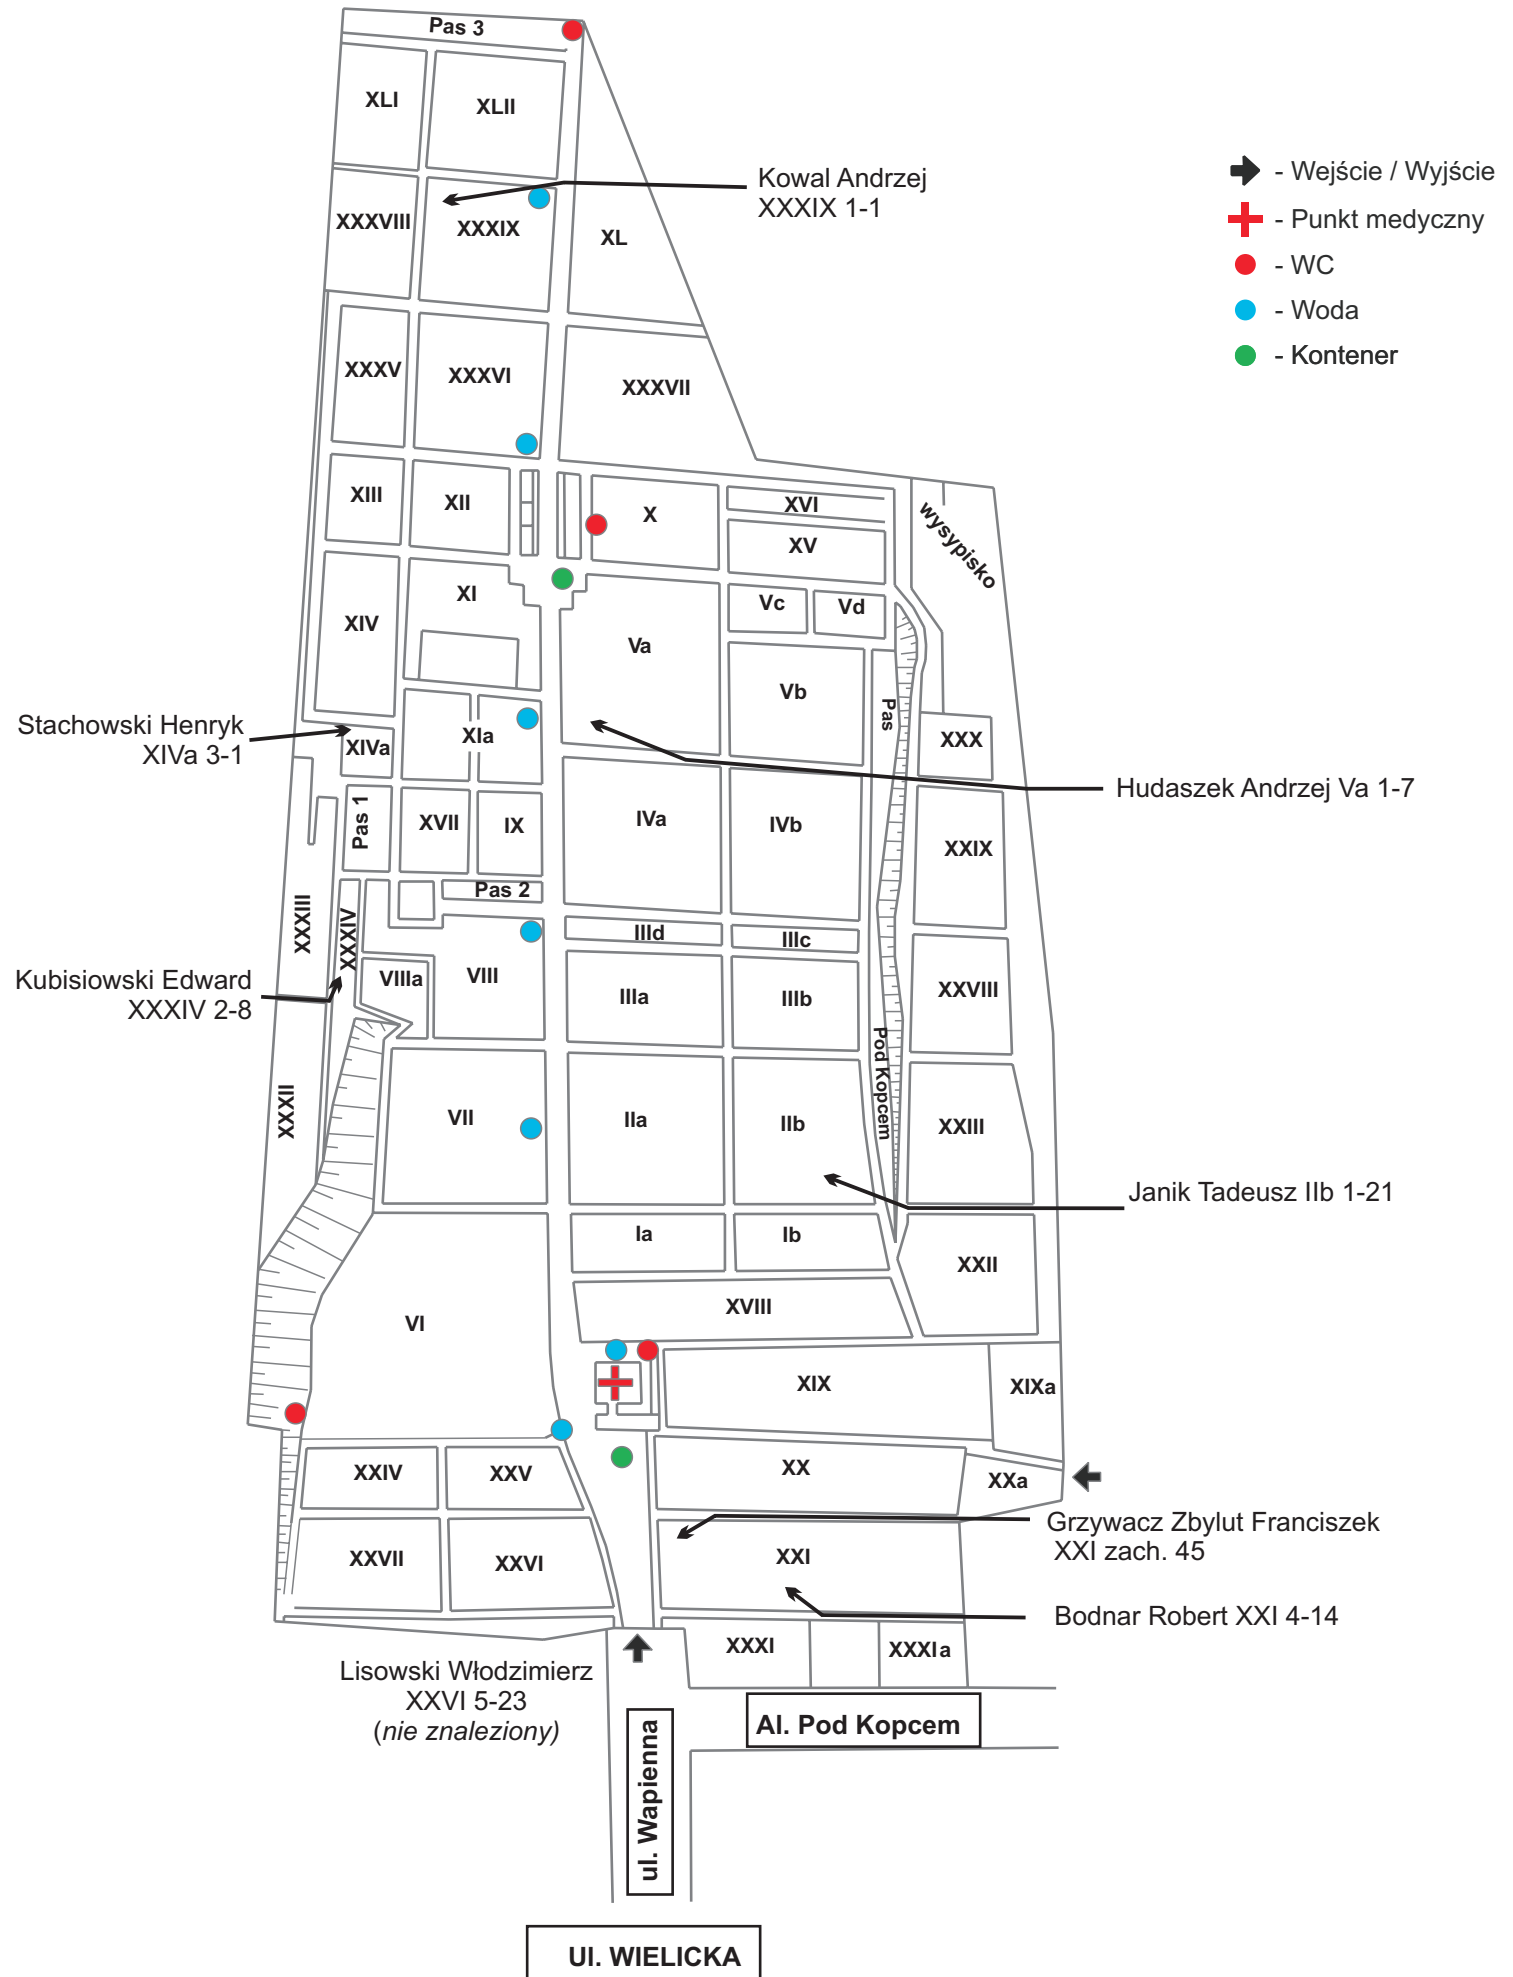 Pas 3
XLI
XLII
Kowal Andrzej
XXXIX 1-1
- Wejście / Wyjście
- Punkt medyczny
- WC
- Woda
- Kontener
XXXVIII
XXXIX
XL
XXXV
XXXVI
XXXVII
XIII
XII
X
XVI
XV
wysypisko
XIV
XI
Va
Vc
Vd
Vb
Pas
Stachowski Henryk
XIVa 3-1
XIVa
XIa
XXX
Hudaszek Andrzej Va 1-7
Pas 1
XVII
IX
IVa
IVb
XXIX
Pas 2
XXXIII
XXXIV
IIId
IIIc
Kubisiowski Edward
XXXIV 2-8
VIIIa
VIII
IIIa
IIIb
XXVIII
Pod Kopcem
XXXII
VII
IIa
IIb
XXIII
Janik Tadeusz IIb 1-21
Ia
Ib
XXII
VI
XVIII
XIX
XIXa
XXIV
XXV
XX
XXa
Grzywacz Zbylut Franciszek
XXI zach. 45
XXVII
XXVI
XXI
Bodnar Robert XXI 4-14
XXXI
XXXIa
Lisowski Włodzimierz
XXVI 5-23
(nie znaleziony)
Al. Pod Kopcem
ul. Wapienna
Ul. WIELICKA